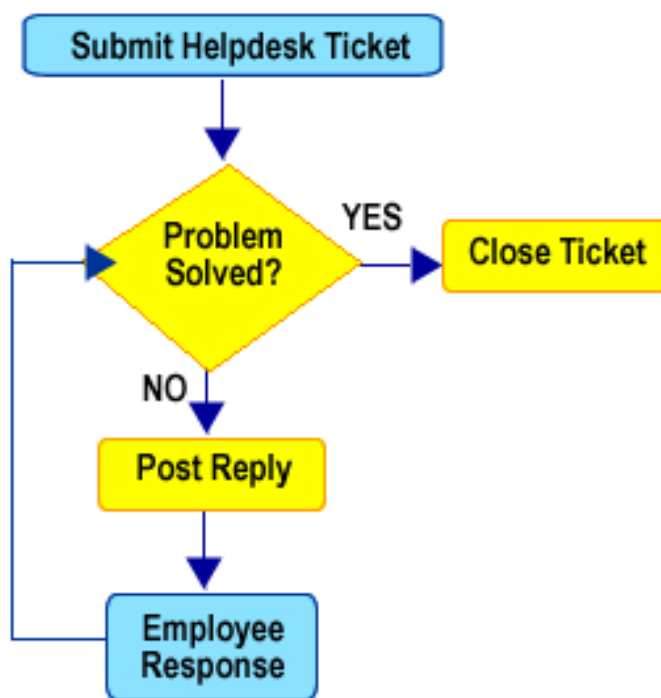 Submit Helpdesk Ticket
Problem
Solved?
YES
Close Ticket
NO
Post Reply
Employee
Response